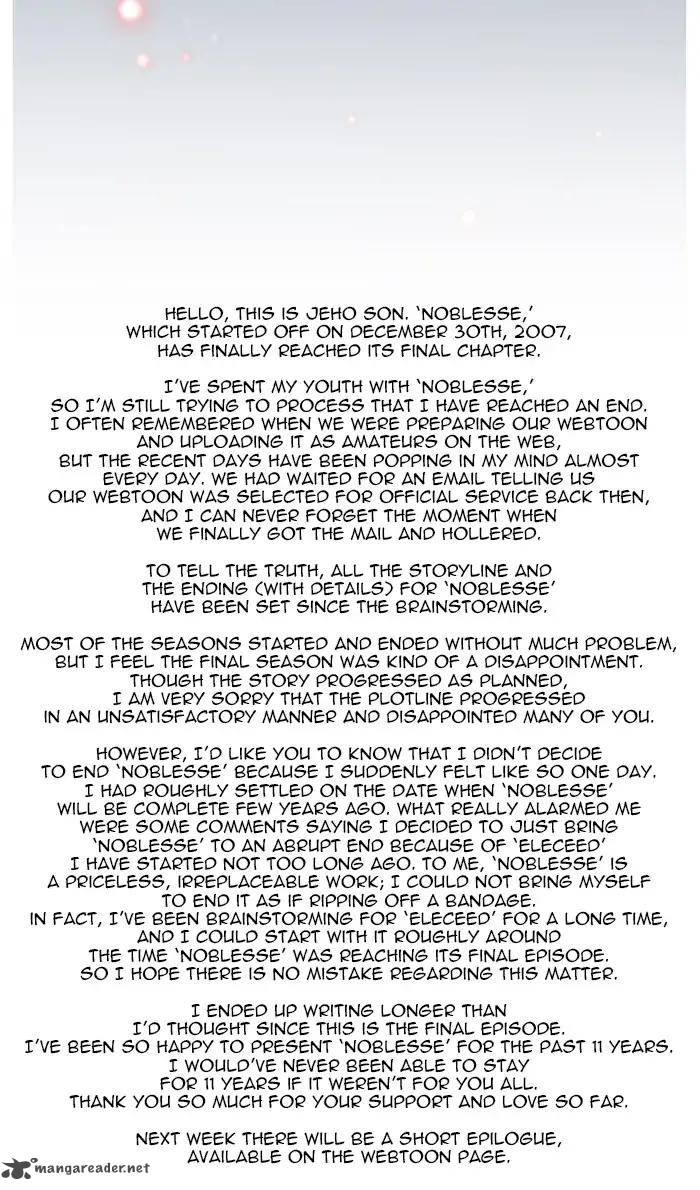 HELLO, THIS IS JEHO SON. 'NOBLESSE,'
WHICH STARTED OFF ON DECEMBER 30TH, 2007,
HAS FINALLY REACHED ITS FINAL CHAPTER.
I'VE SPENT MY YOUTH WITH 'NOBLESSE,'
SO I'M STILL TRYING TO PROCESS THAT I HAVE REACHED AN END.
I OFTEN REMEMBERED WHEN WE WERE PREPARING OUR WEBTOON
AND UPLOADING IT AS AMATEURS ON THE WEB,
BUT THE RECENT DAYS HAVE BEEN POPPING IN MY MIND ALMOST
EVERY DAY. WE HAD WAITED FOR AN EMAIL TELLING US
OUR WEBTOON WAS SELECTED FOR OFFICIAL SERVICE BACK THEN,
AND I CAN NEVER FORGET THE MOMENT WHEN
WE FINALLY GOT THE MAIL AND HOLLERED.
TO TELL THE TRUTH, ALL THE STORYLINE AND
THE ENDING (WITH DETAILS) FOR 'NOBLESSE'
HAVE BEEN SET SINCE THE BRAINSTORMING.
MOST OF THE SEASONS STARTED AND ENDED WITHOUT MUCH PROBLEM,
BUT I FEEL THE FINAL SEASON WAS KIND OF A DISAPPOINTMENT.
THOUGH THE STORY PROGRESSED AS PLANNED,
I AM VERY SORRY THAT THE PLOTLINE PROGRESSED
IN AN UNSATISFACTORY MANNER AND DISAPPOINTED MANY OF YOU.
HOWEVER, I'D LIKE YOU TO KNOW THAT I DIDN'T DECIDE
TO END 'NOBLESSE' BECAUSE I SUDDENLY FELT LIKE SO ONE DAY.
I HAD ROUGHLY SETTLED ON THE DATE WHEN 'NOBLESSE'
WILL BE COMPLETE FEW YEARS AGO. WHAT REALLY ALARMED ME
WERE SOME COMMENTS SAYING I DECIDED TO JUST BRING
'NOBLESSE' TO AN ABRUPT END BECAUSE OF 'ELECEED'
I HAVE STARTED NOT TOO LONG AGO. TO ME, 'NOBLESSE' IS
A PRICELESS, IRREPLACEABLE WORK; I COULD NOT BRING MYSELF
TO END IT AS IF RIPPING OFF A BANDAGE.
IN FACT, I'VE BEEN BRAINSTORMING FOR 'ELECEED' FOR A LONG TIME,
AND I COULD START WITH IT ROUGHLY AROUND
THE TIME 'NOBLESSE' WAS REACHING ITS FINAL EPISODE.
SO I HOPE THERE IS NO MISTAKE REGARDING THIS MATTER.
I ENDED UP WRITING LONGER THAN
I'D THOUGHT SINCE THIS IS THE FINAL EPISODE.
I'VE BEEN SO HAPPY TO PRESENT 'NOBLESSE' FOR THE PAST 11 YEARS.
I WOULD'VE NEVER BEEN ABLE TO STAY
FOR 11 YEARS IF IT WEREN'T FOR YOU ALL.
THANK YOU SO MUCH FOR YOUR SUPPORT AND LOVE SO FAR.
NEXT WEEK THERE WILL BE A SHORT EPILOGUE,
AVAILABLE ON THE WEBTOON PAGE.
mangareader.net